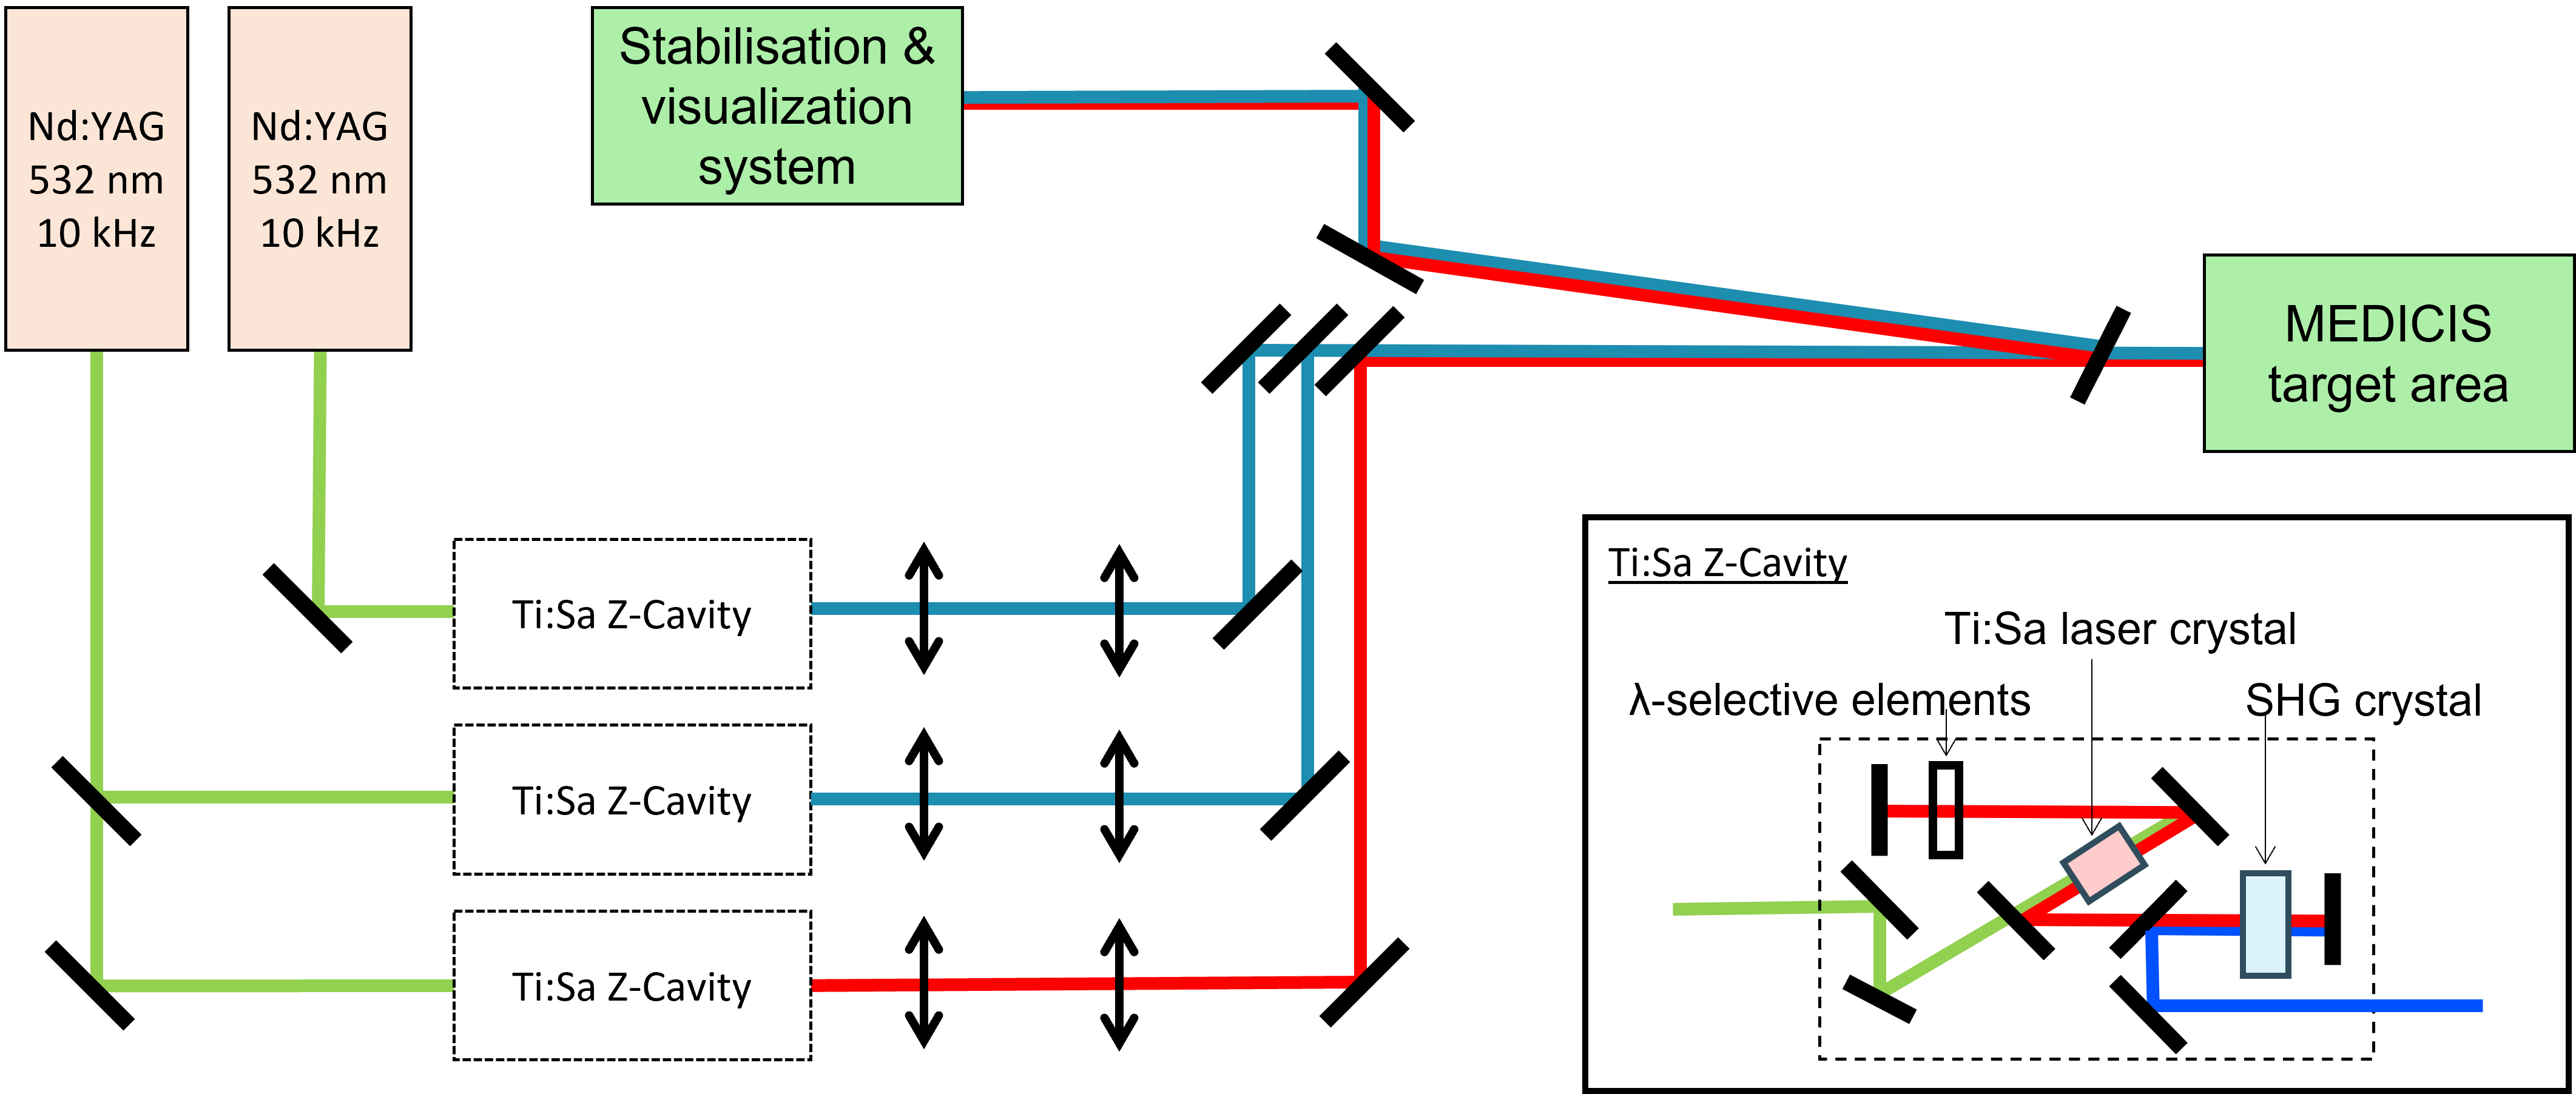 Nd:YAG
532 nm
10 kHz
Nd:YAG
532 nm
10 kHz
Stabilisation &
visualization
system
MEDICIS
target area
Ti:Sa Z-Cavity
Ti:Sa Z-Cavity
Ti:Sa Z-Cavity
Ti:Sa Z-Cavity
Ti:Sa laser crystal
λ-selective elements
SHG crystal